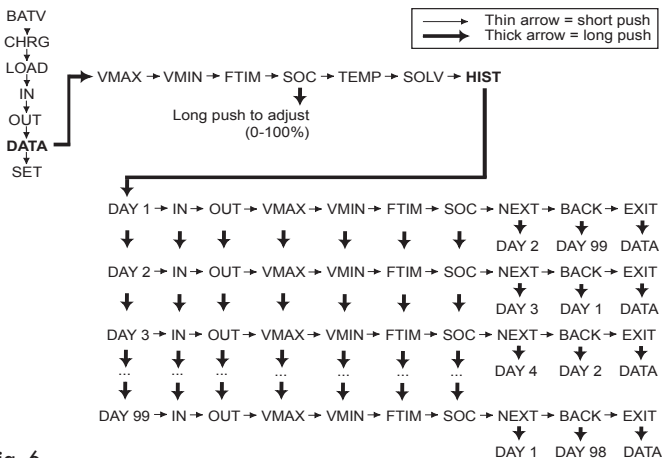 BATV
CHRG
LOAD
IN
OUT
DATA
SET
Thin arrow = short push
Thick arrow = long push
VMAX VMIN FTIM SOC TEMP SOLV HIST
Long push to adjust
(0-100%)
DAY 1 IN OUT VMAX VMIN FTIM SOC NEXT BACK EXIT
DAY 2 DAY 99 DATA
DAY 2 IN OUT VMAX VMIN FTIM SOC NEXT BACK EXIT
DAY 3 DAY 1 DATA
DAY 3 IN OUT VMAX VMIN FTIM SOC NEXT BACK EXIT
DAY 4 DAY 2 DATA
... ... ... ... ... ... ...
DAY 99 IN OUT VMAX VMIN FTIM SOC NEXT BACK EXIT
DAY 1 DAY 98 DATA